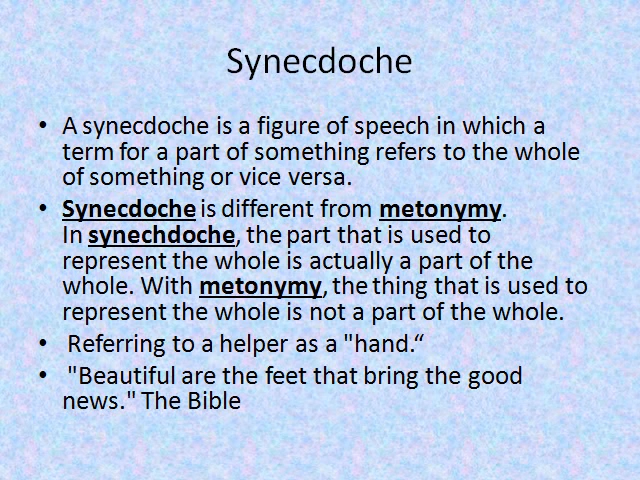 Synecdoche
• A synecdoche is a figure of speech in which a
term for a part of something refers to the whole
of something or vice versa.
• Synecdoche is different from metonymy.
In synechdoche, the part that is used to
represent the whole is actually a part of the
whole. With metonymy, the thing that is used to
represent the whole is not a part of the whole.
• Referring to a helper as a "hand.“
• "Beautiful are the feet that bring the good
news." The Bible